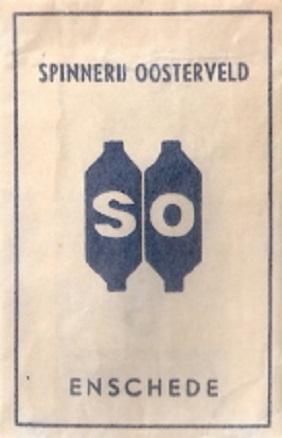 SPINNERIJ OOSTERVELD
SO
ENSCHEDE